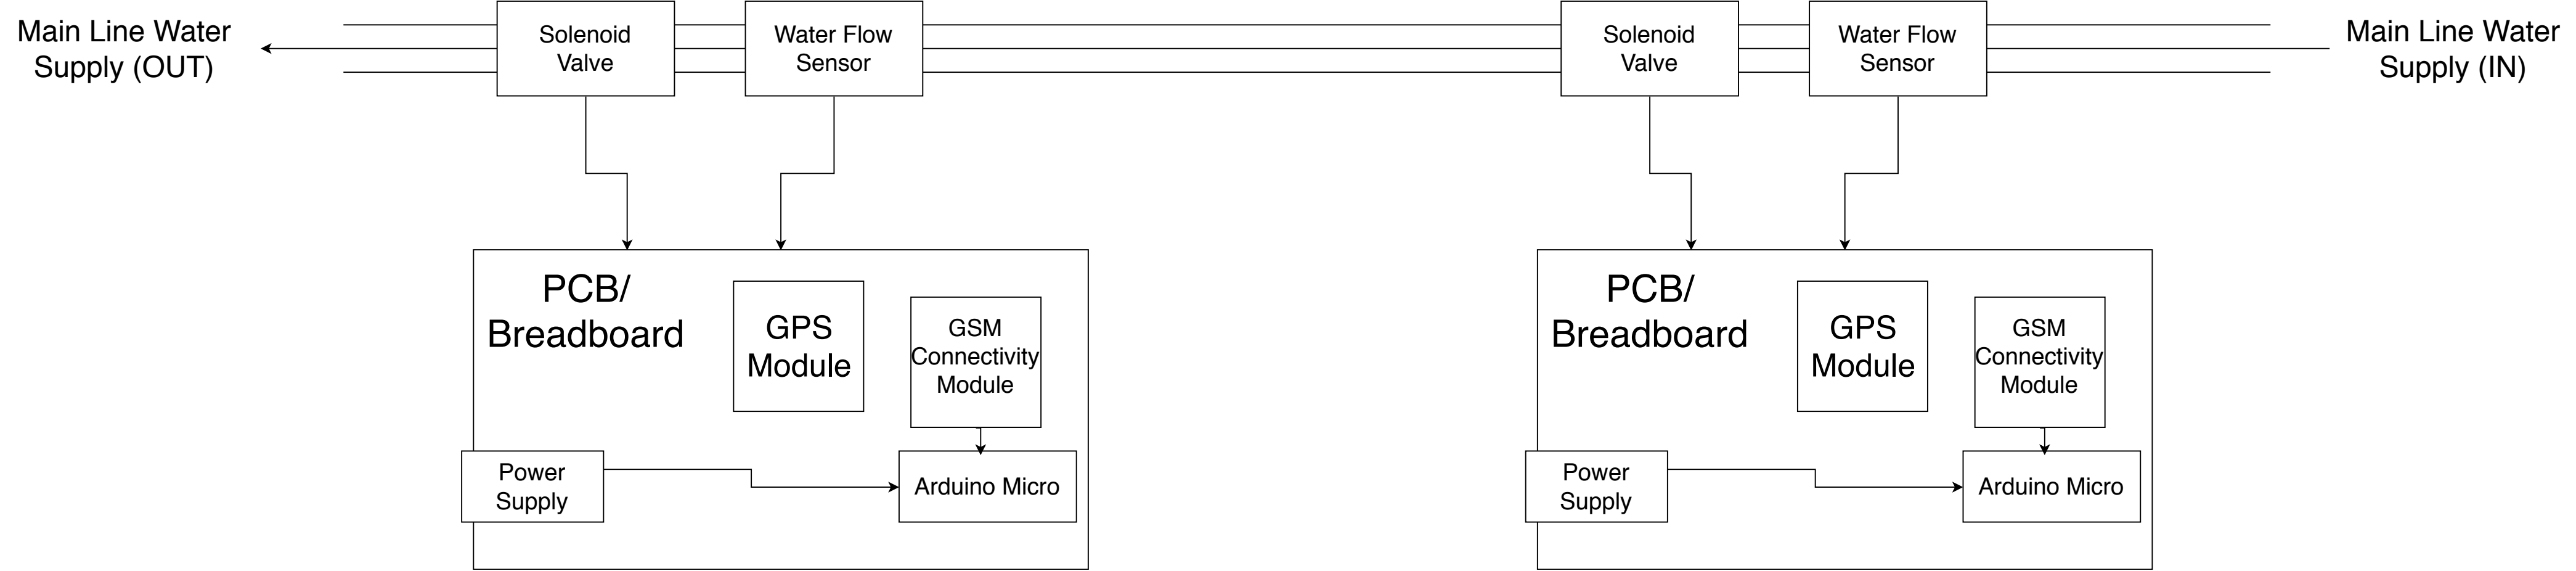 Main Line Water
Supply (OUT)
Solenoid
Valve
Water Flow
Sensor
Solenoid
Valve
Water Flow
Sensor
Main Line Water
Supply (IN)
PCB/
Breadboard
GPS
Module
GSM
Connectivity
Module
Power
Supply
Arduino Micro
PCB/
Breadboard
GPS
Module
GSM
Connectivity
Module
Power
Supply
Arduino Micro